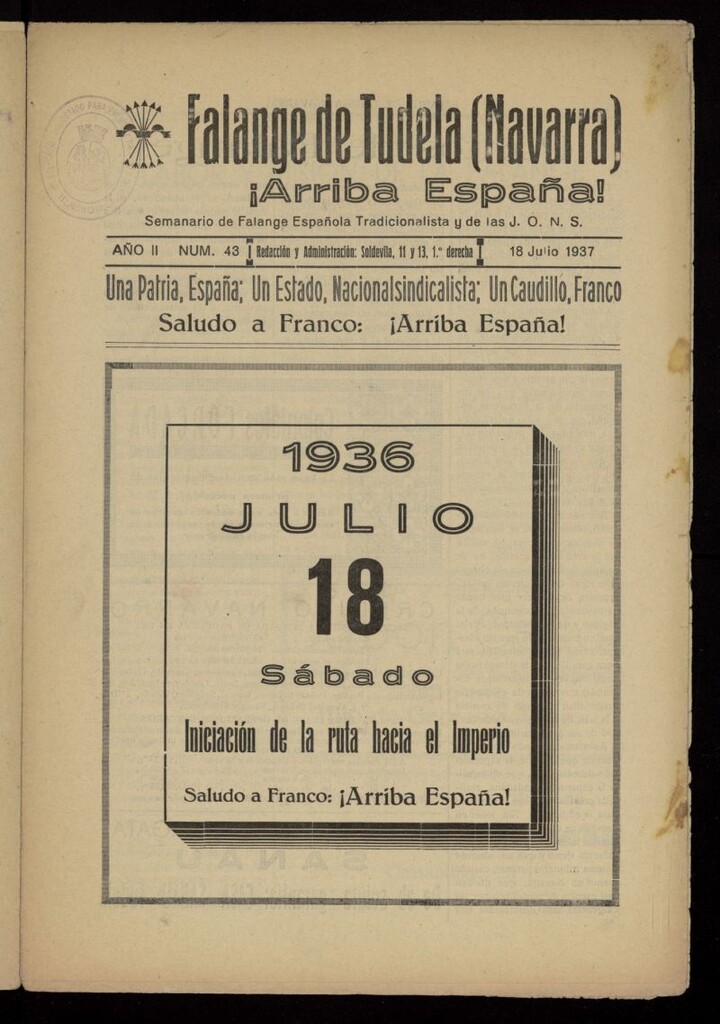 Falange de Tudela (Navarra)
¡Arriba España!
Semanario de Falange Española Tradicionalista y de las J. O. N. S.
AÑO II NUM. 43 Redacción y Administración: Soldevila, 11 y 13, 1.º derecha 18 Julio 1937
Una Patria, España; Un Estado, Nacionalsindicalista; Un Caudillo, Franco
Saludo a Franco: ¡Arriba España!
1936
JULIO
18
Sábado
Iniciación de la ruta hacia el Imperio
Saludo a Franco: ¡Arriba España!